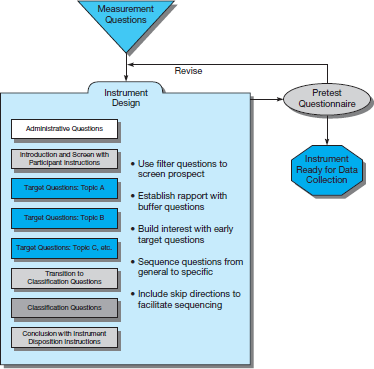 Measurement
Questions
Revise
Instrument
Design
Pretest
Questionnaire
Administrative Questions
Introduction and Screen with
Participant Instructions
Target Questions: Topic A
Target Questions: Topic B
Target Questions: Topic C, etc.
Transition to
Classification Questions
Classification Questions
Conclusion with Instrument
Disposition Instructions
• Use filter questions to
screen prospect
• Establish rapport with
buffer questions
• Build interest with early
target questions
• Sequence questions from
general to specific
• Include skip directions to
facilitate sequencing
Instrument
Ready for Data
Collection